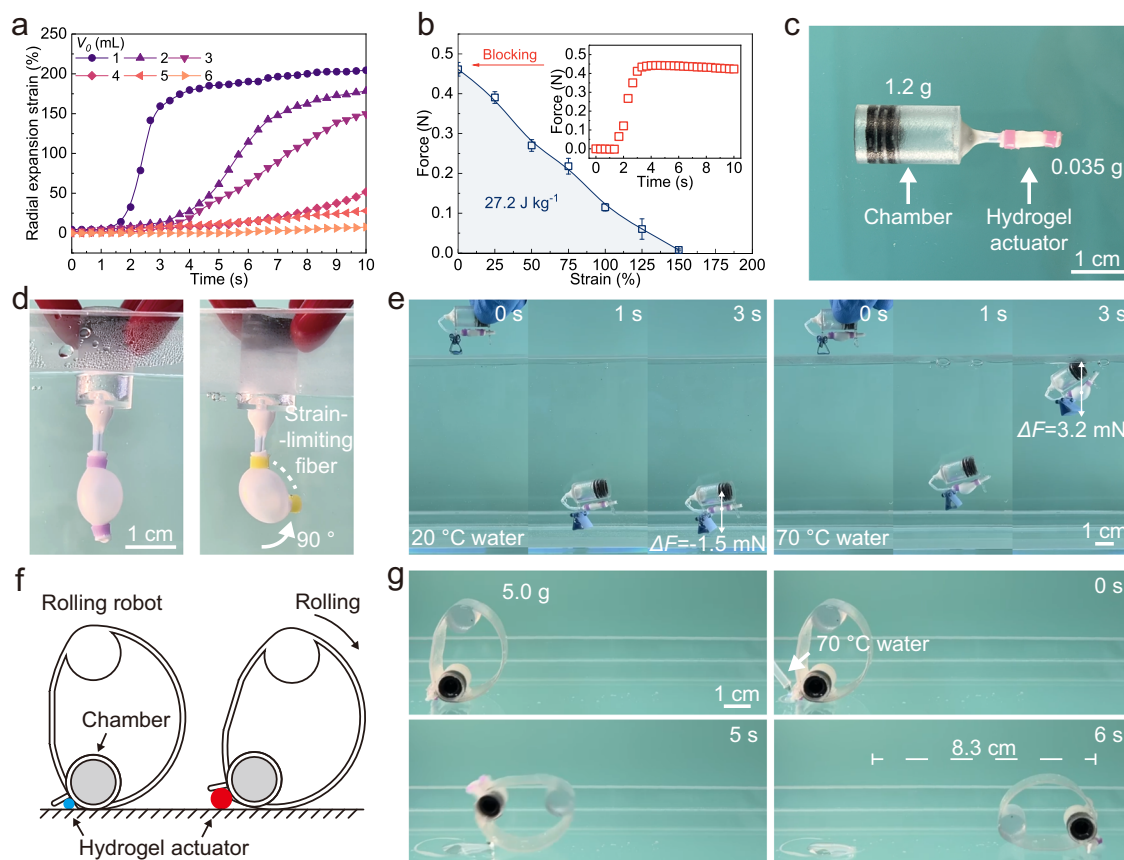 a
V₀ (mL)
1 2 3
4 5 6
Radial expansion strain (%)
250
200
150
100
50
0
0 1 2 3 4 5 6 7 8 9 10
Time (s)
b
Blocking
27.2 J kg⁻¹
Force (N)
0.5
0.4
0.3
0.2
0.1
0.0
0 25 50 75 100 125 150 175 200
Strain (%)
Force (N)
0.5
0.4
0.3
0.2
0.1
0.0
0 2 4 6 8 10
Time (s)
c
1.2 g
0.035 g
Chamber
Hydrogel
actuator
1 cm
d
1 cm
Strain-
-limiting
fiber
90 °
e
0 s
1 s
3 s
20 °C water
ΔF=-1.5 mN
0 s
1 s
3 s
ΔF=3.2 mN
70 °C water
1 cm
f
Rolling robot
Rolling
Chamber
Hydrogel actuator
g
5.0 g
1 cm
0 s
70 °C water
5 s
6 s
8.3 cm